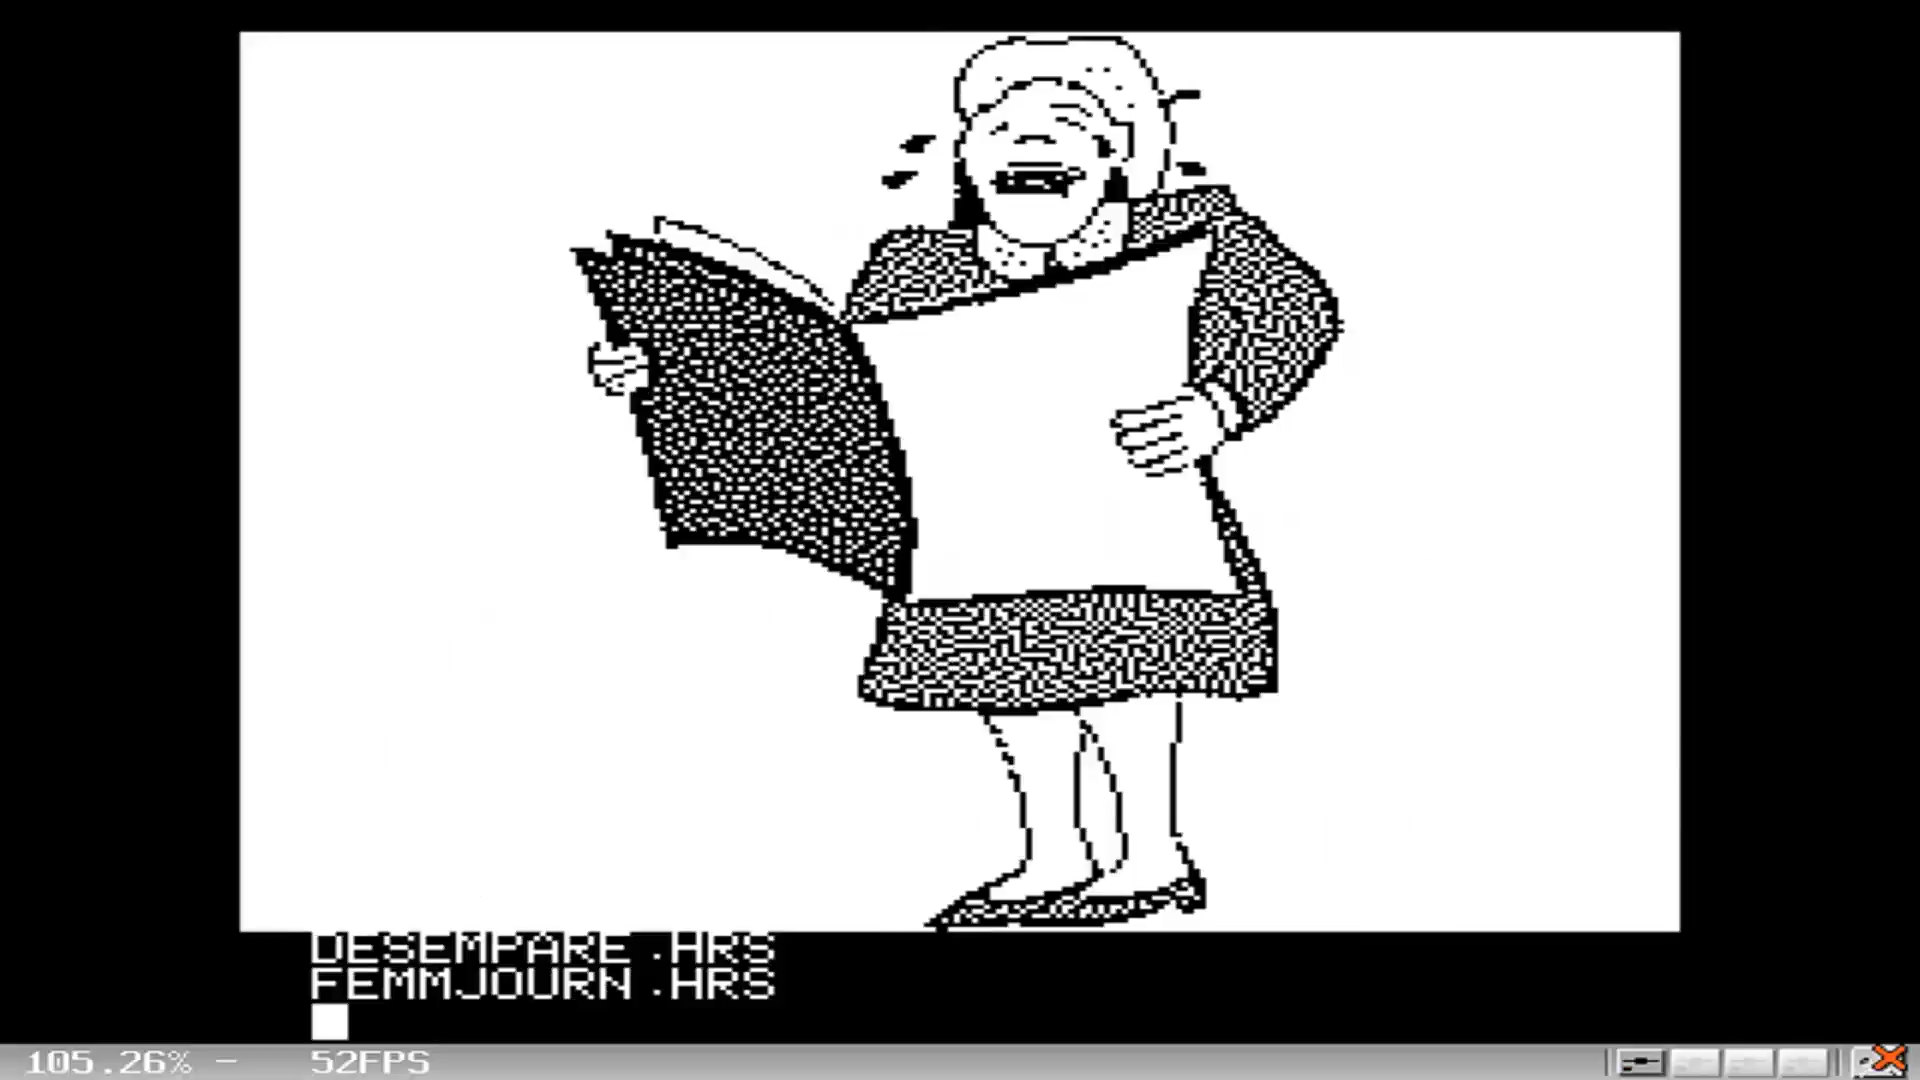 DESEMPARE .HRS
FEMMJOURN .HRS
105.26% - 52FPS